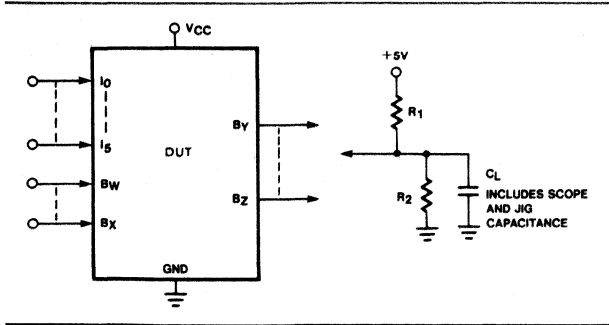 VCC
I0
I5
BW
BX
DUT
BY
BZ
GND
+5V
R1
R2
CL
INCLUDES SCOPE
AND JIG
CAPACITANCE